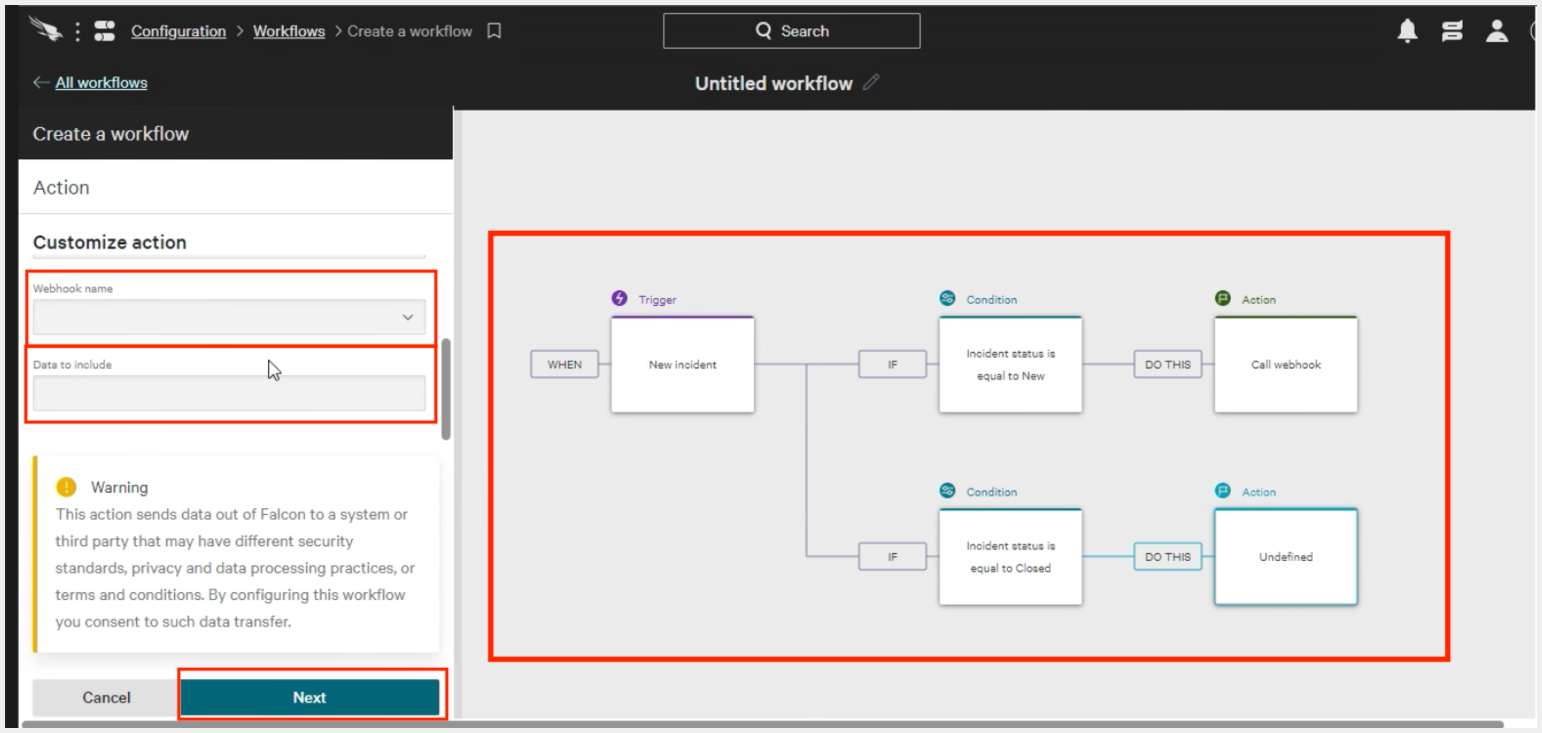 Configuration > Workflows > Create a workflow
Search
← All workflows
Untitled workflow
Create a workflow
Action
Customize action
Webhook name
Data to include
Warning
This action sends data out of Falcon to a system or
third party that may have different security
standards, privacy and data processing practices, or
terms and conditions. By configuring this workflow
you consent to such data transfer.
Cancel
Next
Trigger
Condition
Action
WHEN
New incident
IF
Incident status is
equal to New
DO THIS
Call webhook
Condition
Action
IF
Incident status is
equal to Closed
DO THIS
Undefined